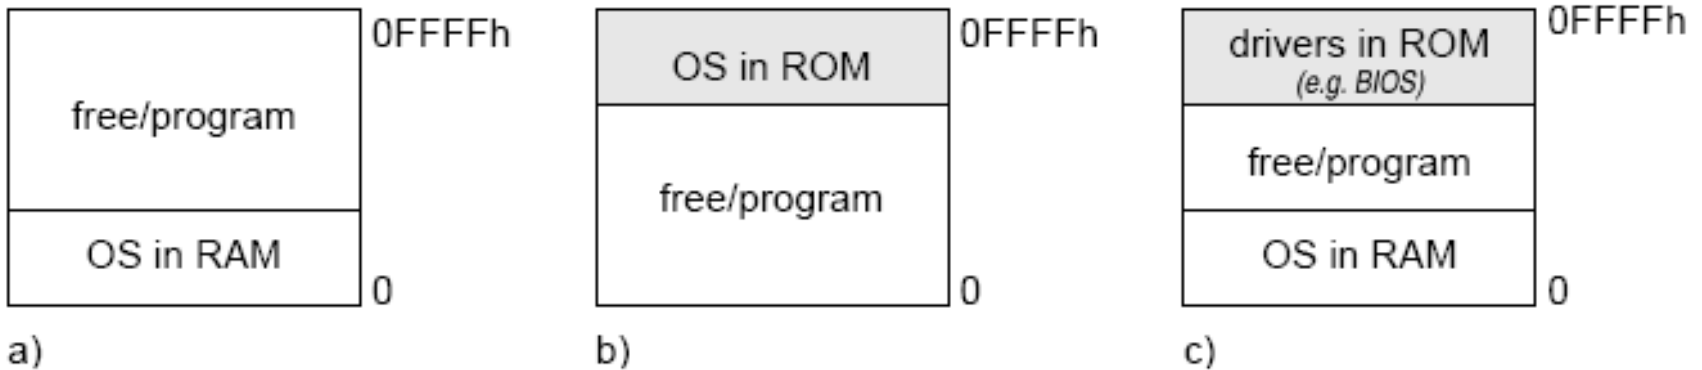 0FFFFh
free/program
OS in RAM
0
a)
0FFFFh
OS in ROM
free/program
0
b)
0FFFFh
drivers in ROM
(e.g. BIOS)
free/program
OS in RAM
0
c)